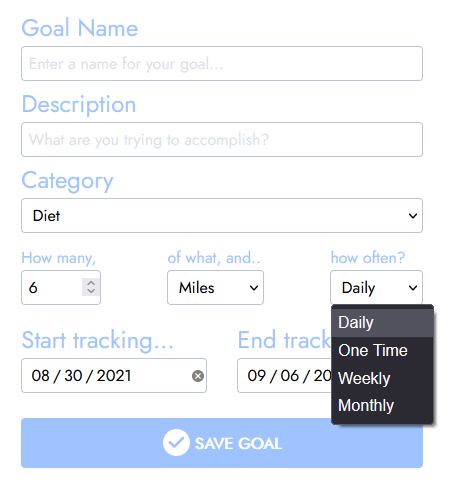 Goal Name
Enter a name for your goal...
Description
What are you trying to accomplish?
Category
Diet
How many, of what, and.. how often?
6 Miles Daily
Daily
One Time
Weekly
Monthly
Start tracking... End track
08 / 30 / 2021 09 / 06 / 20
SAVE GOAL